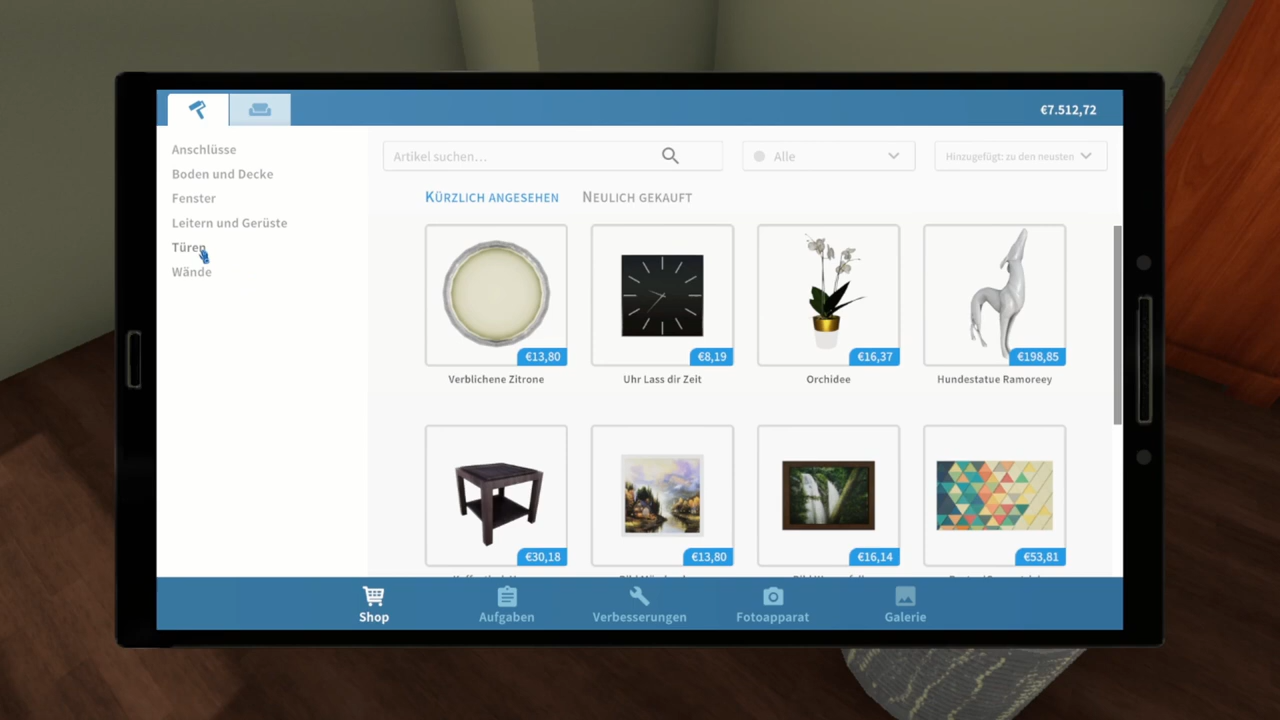 €7.512,72
Anschlüsse
Boden und Decke
Fenster
Leitern und Gerüste
Türen
Wände
Artikel suchen...
Alle
Hinzugefügt: zu den neusten
KÜRZLICH ANGESEHEN
NEULICH GEKAUFT
€13,80
€8,19
€16,37
€198,85
Verblichene Zitrone
Uhr Lass dir Zeit
Orchidee
Hundestatue Ramoreey
€30,18
€13,80
€16,14
€53,81
Shop
Aufgaben
Verbesserungen
Fotoapparat
Galerie